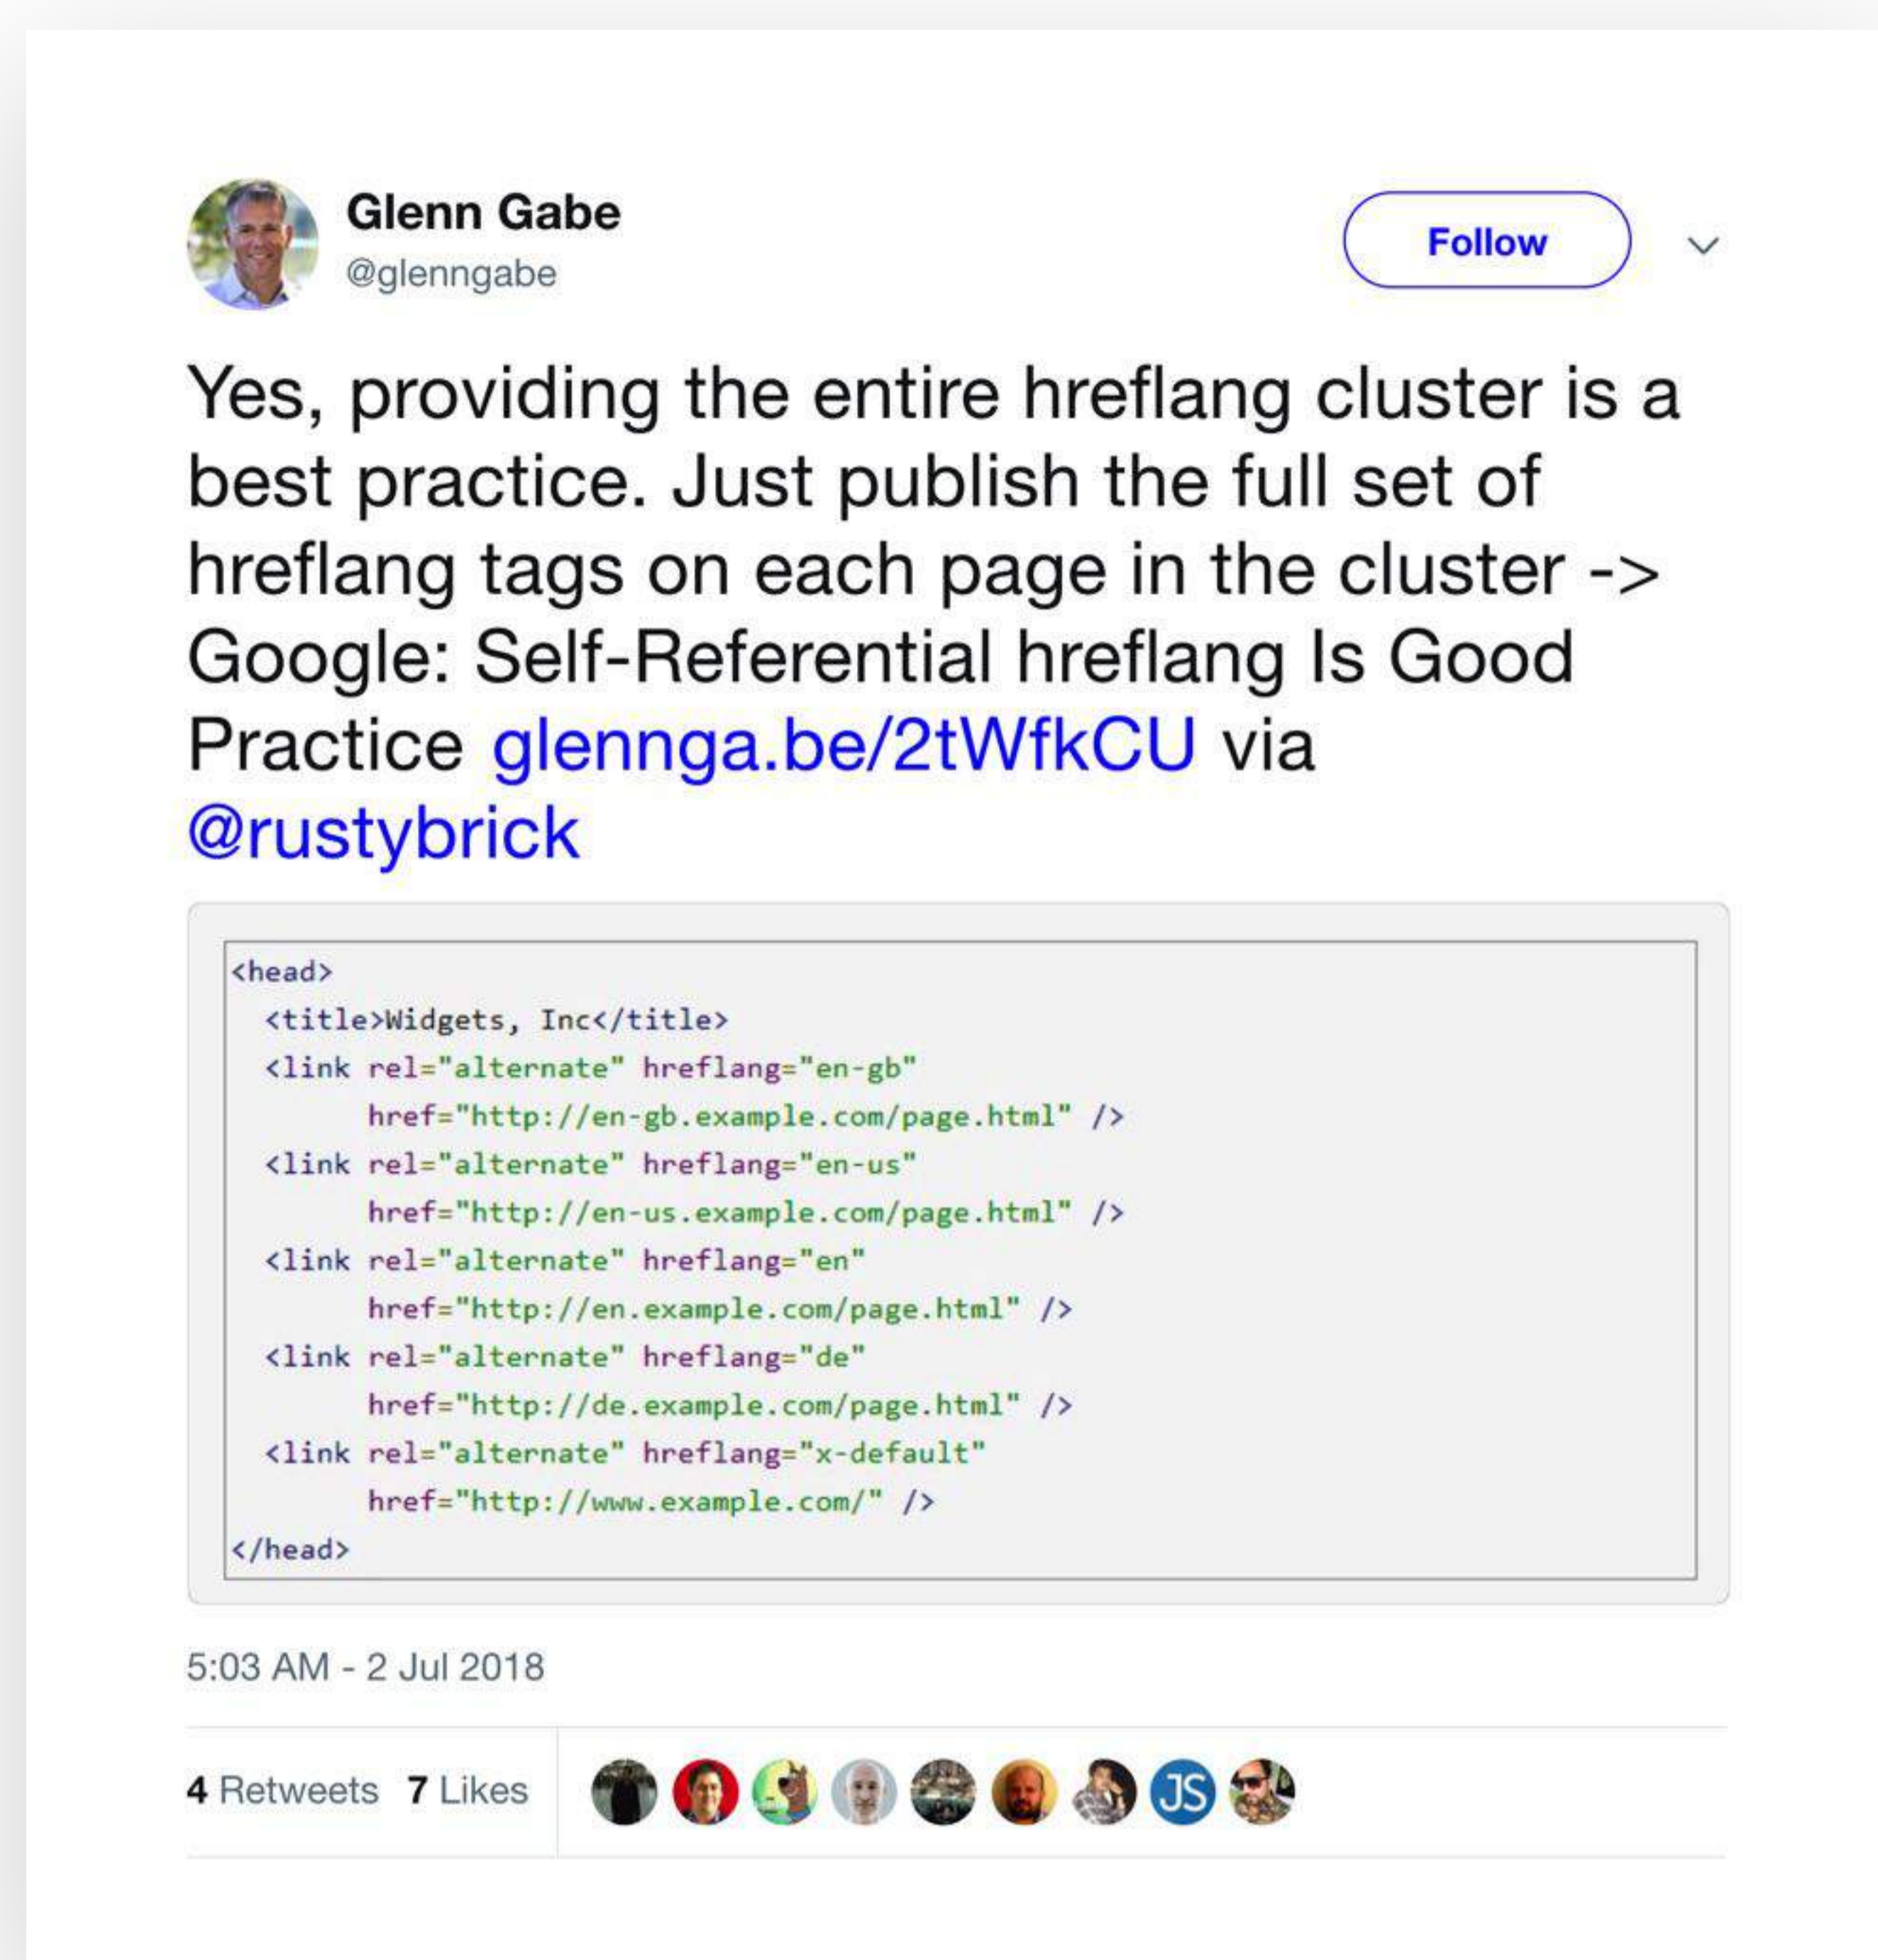 Glenn Gabe
@glenngabe
Follow
Yes, providing the entire hreflang cluster is a
best practice. Just publish the full set of
hreflang tags on each page in the cluster ->
Google: Self-Referential hreflang Is Good
Practice glennga.be/2tWfkCU via
@rustybrick
<head>
  <title>Widgets, Inc</title>
  <link rel="alternate" hreflang="en-gb"
        href="http://en-gb.example.com/page.html" />
  <link rel="alternate" hreflang="en-us"
        href="http://en-us.example.com/page.html" />
  <link rel="alternate" hreflang="en"
        href="http://en.example.com/page.html" />
  <link rel="alternate" hreflang="de"
        href="http://de.example.com/page.html" />
  <link rel="alternate" hreflang="x-default"
        href="http://www.example.com/" />
</head>
5:03 AM - 2 Jul 2018
4 Retweets 7 Likes JS